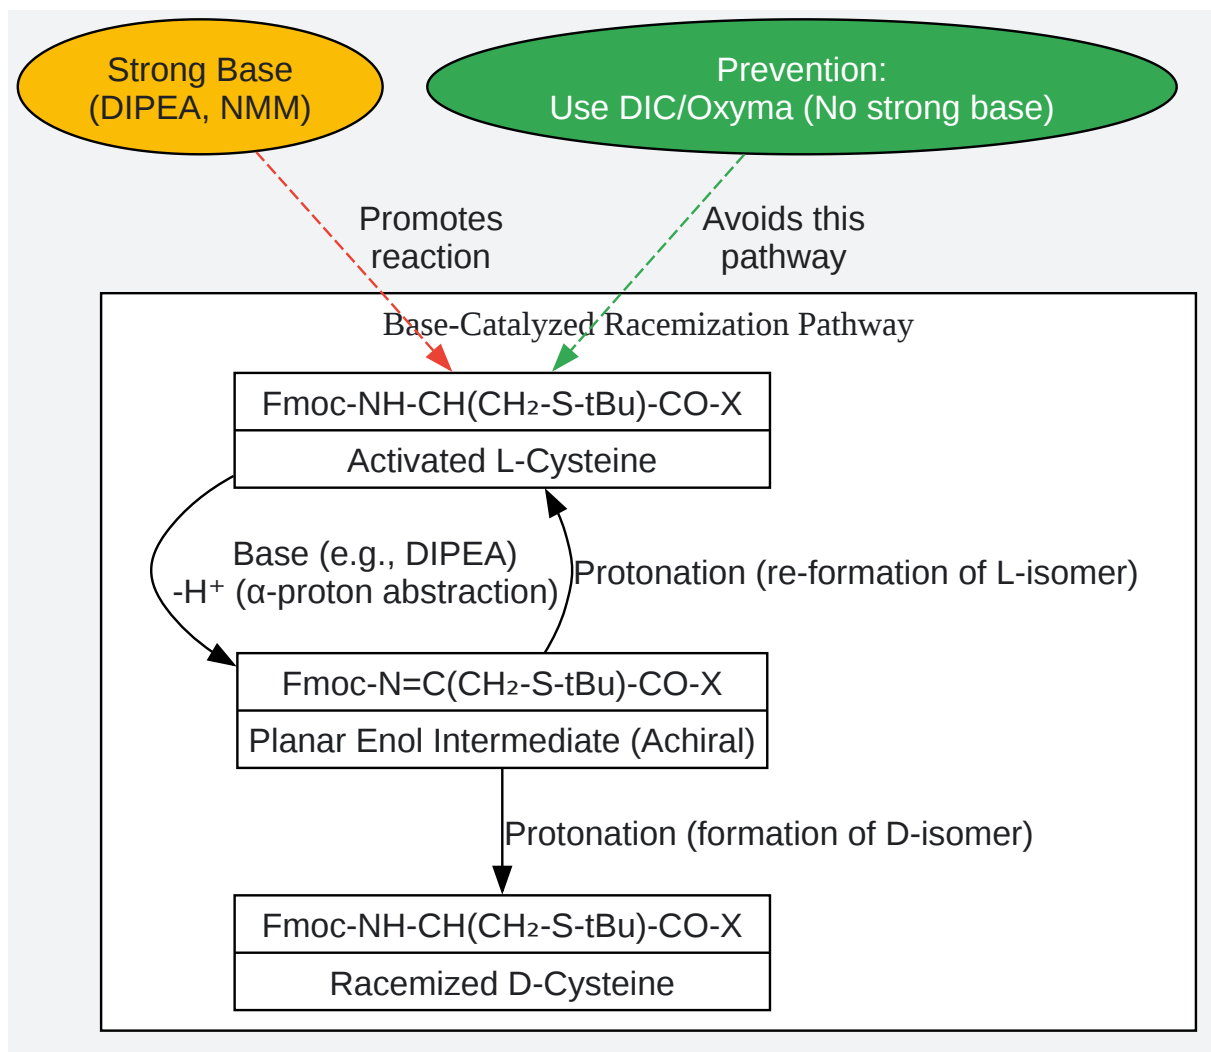 Strong Base
(DIPEA, NMM)
Prevention:
Use DIC/Oxyma (No strong base)
Promotes
reaction
Avoids this
pathway
Base-Catalyzed Racemization Pathway
Fmoc-NH-CH(CH₂-S-tBu)-CO-X
Activated L-Cysteine
Base (e.g., DIPEA)
-H⁺ (α-proton abstraction)
Protonation (re-formation of L-isomer)
Fmoc-N=C(CH₂-S-tBu)-CO-X
Planar Enol Intermediate (Achiral)
Protonation (formation of D-isomer)
Fmoc-NH-CH(CH₂-S-tBu)-CO-X
Racemized D-Cysteine